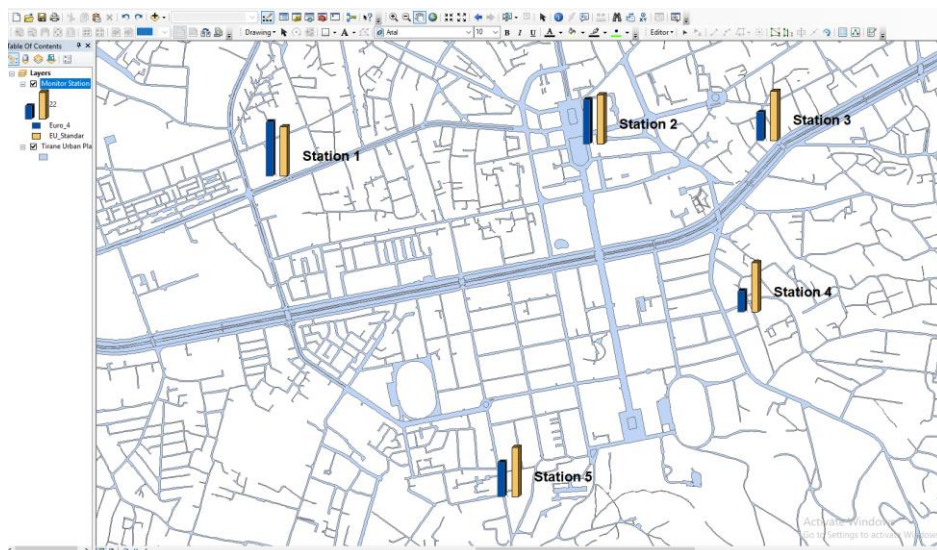 Drawing
Arial
10
B I U
A
Editor
Table Of Contents
Layers
Monitor Station
22
Euro_4
EU_Standar
Tirane Urban Pla
Station 1
Station 2
Station 3
Station 4
Station 5
Activate Windows
Go to Settings to activate Windows